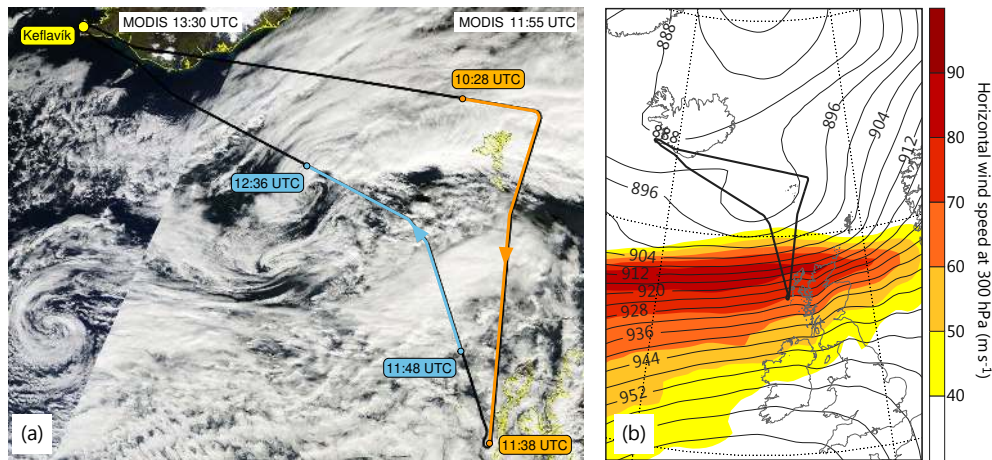 MODIS 13:30 UTC
MODIS 11:55 UTC
Keflavík
10:28 UTC
12:36 UTC
11:48 UTC
11:38 UTC
(a)
888
896
904
912
888
896
904
912
920
928
936
944
952
(b)
90
80
70
60
50
40
Horizontal wind speed at 300 hPa (m s-1)